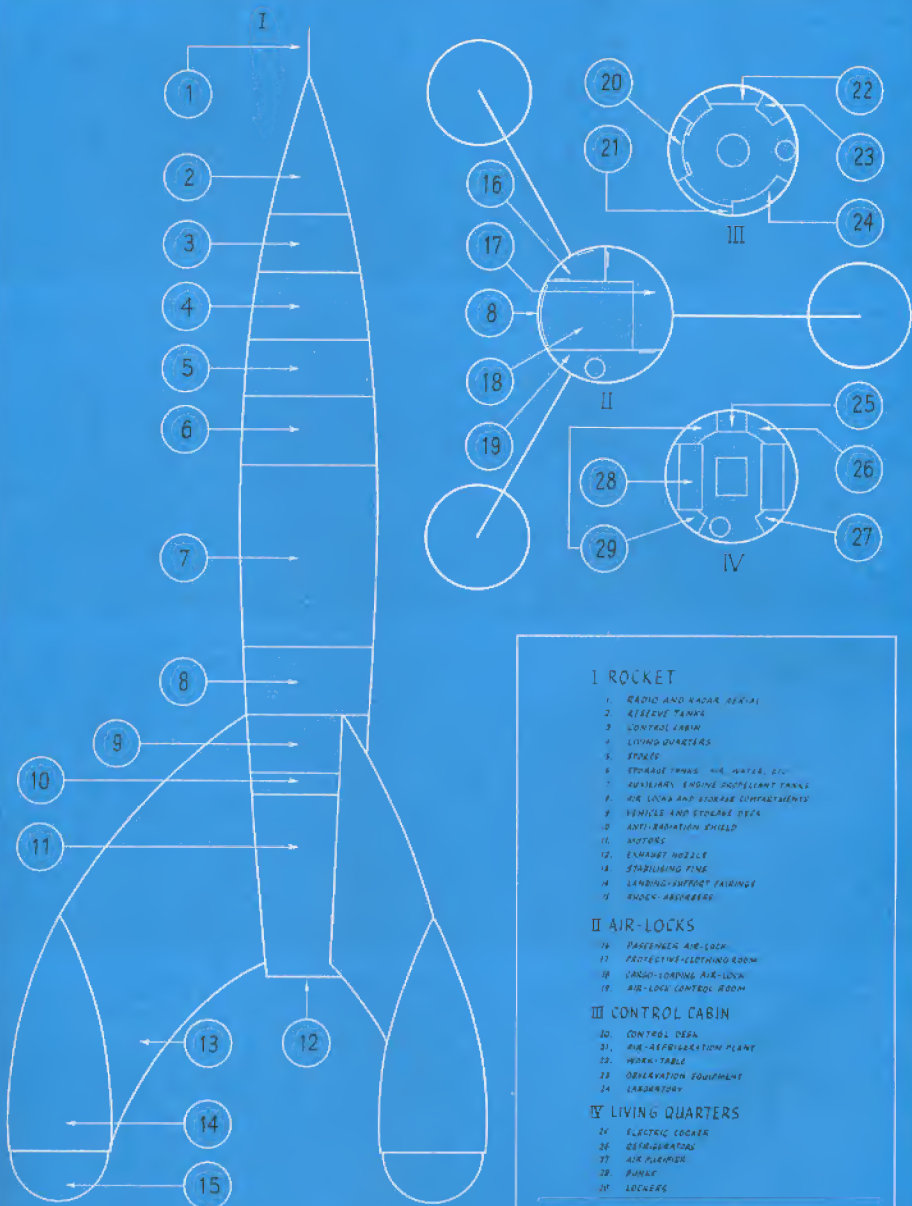 I
1
2
3
4
5
6
7
8
9
10
11
12
13
14
15
20
22
21
23
16
24
III
17
8
18
II
19
25
26
28
27
29
IV
I ROCKET
1. RADIO AND RADAR AERIAL
2. RESERVE TANKS
3. CONTROL CABIN
4. LIVING QUARTERS
5. STORES
6. STORAGE TANKS AIR, WATER, ETC.
7. AUXILIARY ENGINE PROPELLANT TANKS
8. AIR LOCKS AND STORAGE COMPARTMENTS
9. VEHICLE AND STORAGE DECK
10. ANTI-RADIATION SHIELD
11. MOTORS
12. EXHAUST NOZZLE
13. STABILISING FINS
14. LANDING-SUPPORT FAIRINGS
15. SHOCK-ABSORBERS
II AIR-LOCKS
16. PASSENGER AIR-LOCK
17. PROTECTIVE-CLOTHING ROOM
18. CARGO-LOADING AIR-LOCK
19. AIR-LOCK CONTROL ROOM
III CONTROL CABIN
20. CONTROL DESK
21. AIR-REFRIGERATION PLANT
22. WORK-TABLE
23. OBSERVATION EQUIPMENT
24. LABORATORY
IV LIVING QUARTERS
25. ELECTRIC COOKER
26. REFRIGERATORS
27. AIR PURIFIER
28. BUNKS
29. LOCKERS